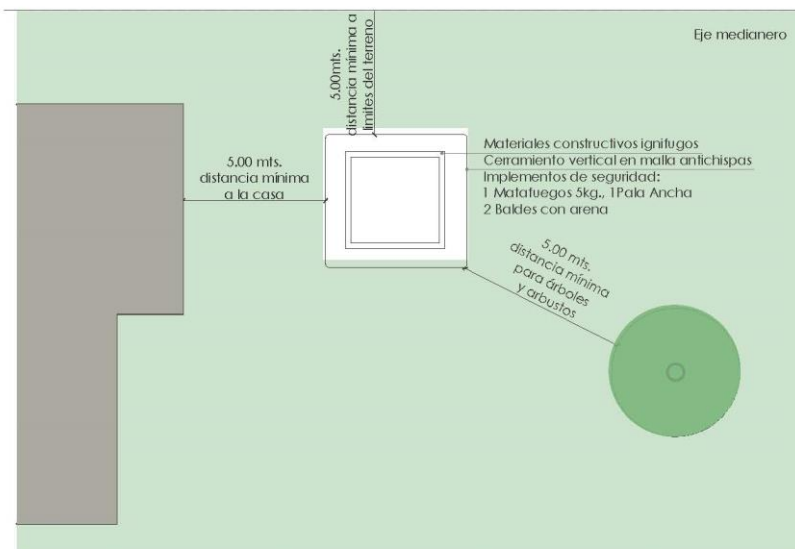 Eje medianero
5.00mts.
distancia mínima a
límites del terreno
5.00 mts.
distancia mínima
a la casa
Materiales constructivos ignifugos
Cerramiento vertical en malla antichispas
Implementos de seguridad:
1 Matafuegos 5kg., 1Pala Ancha
2 Baldes con arena
5.00 mts.
distancia mínima
para árboles
y arbustos